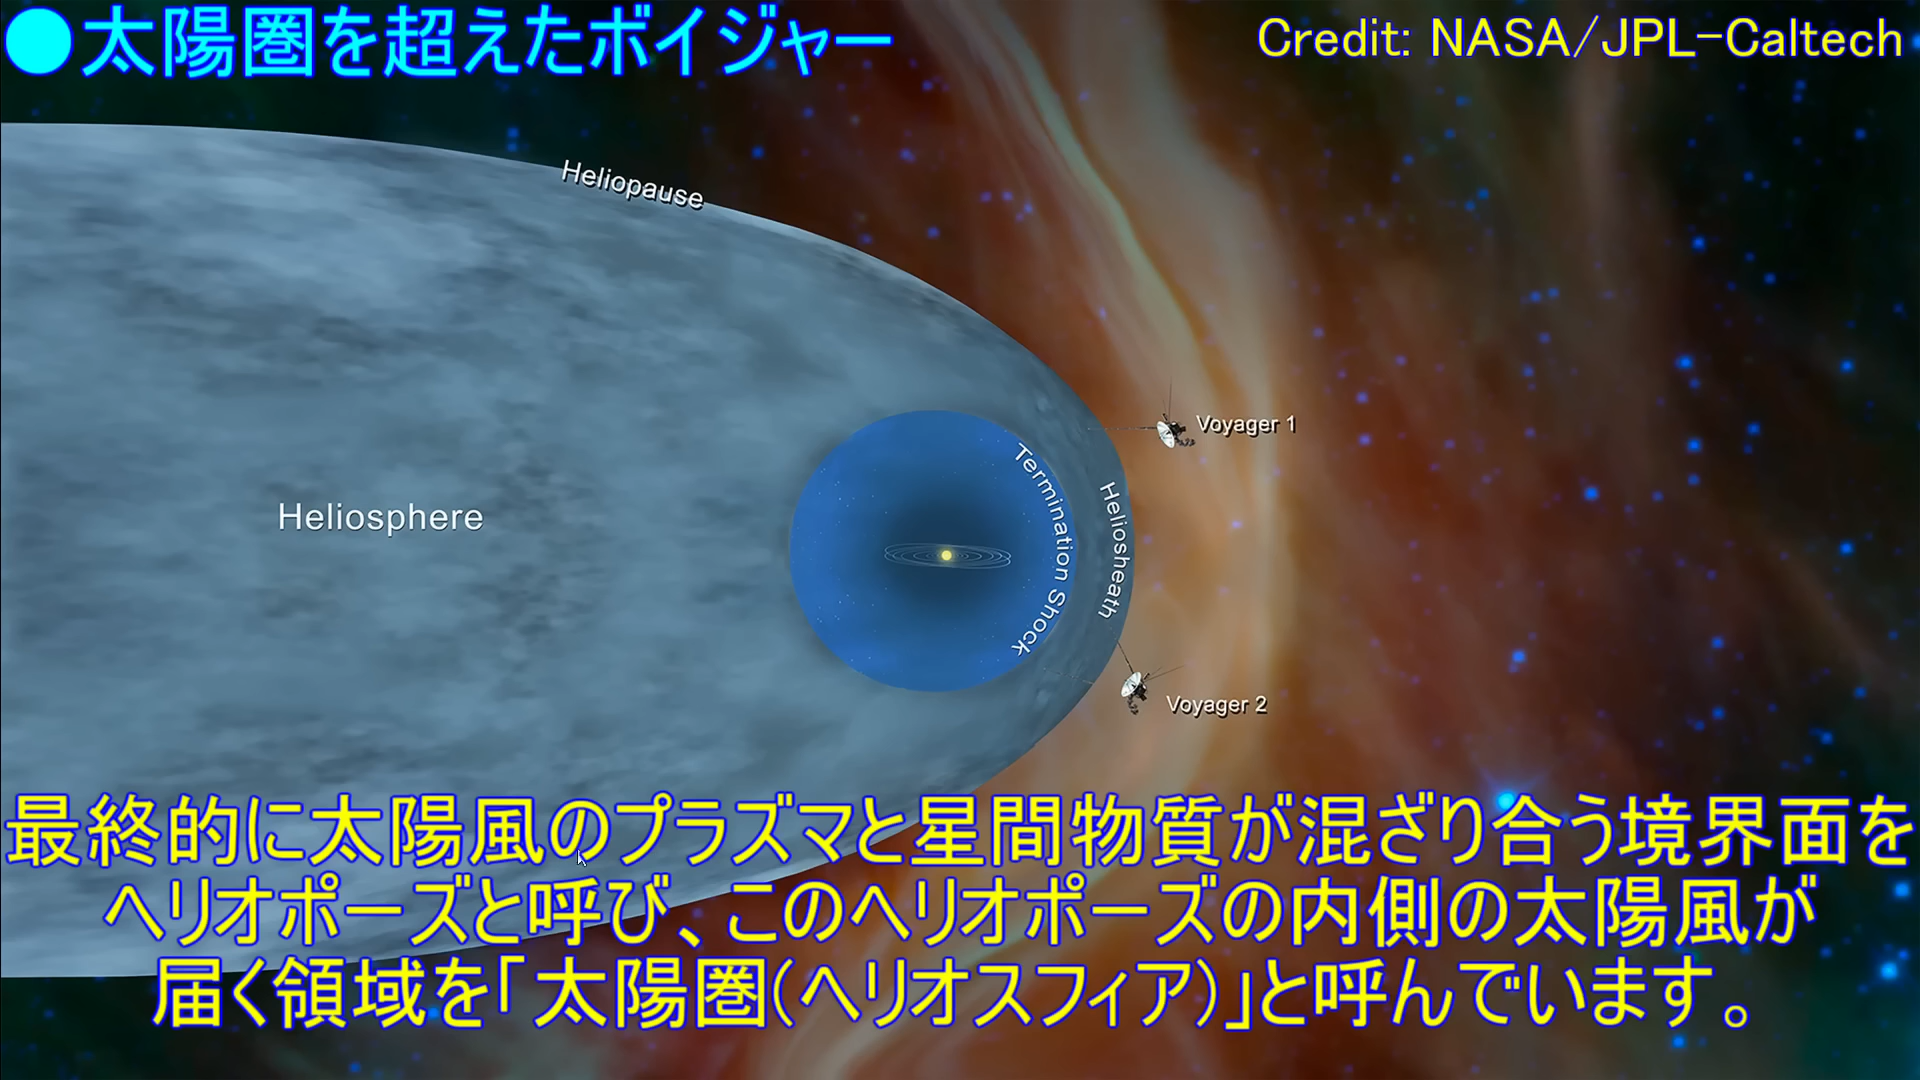 ●太陽圏を超えたボイジャー
Credit: NASA/JPL-Caltech
Heliopause
Voyager 1
Termination Shock
Heliosheath
Heliosphere
Voyager 2
最終的に太陽風のプラズマと星間物質が混ざり合う境界面を
ヘリオポーズと呼び、このヘリオポーズの内側の太陽風が
届く領域を「太陽圏(ヘリオスフィア)」と呼んでいます。